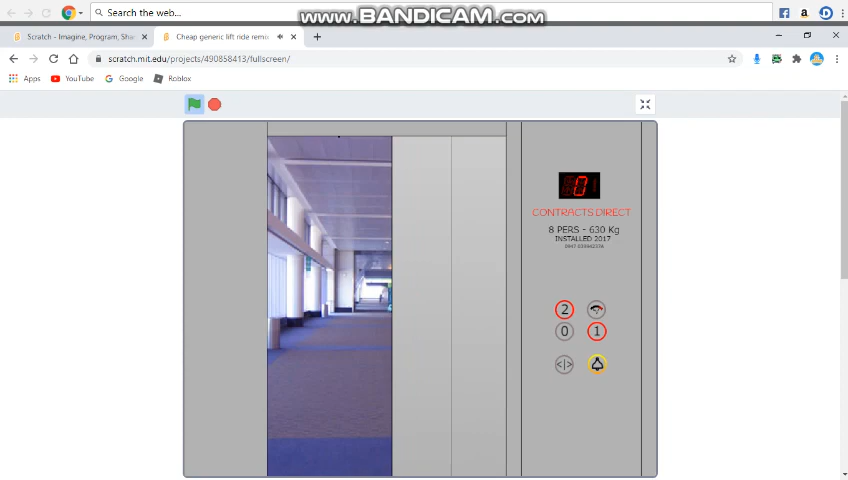 Search the web...
www.BANDICAM.com
Scratch - Imagine, Program, Sha
Cheap generic lift ride remix
scratch.mit.edu/projects/490858413/fullscreen/
Apps
YouTube
Google
Roblox
0
CONTRACTS DIRECT
8 PERS - 630 Kg
INSTALLED 2017
2
0
1
<|>